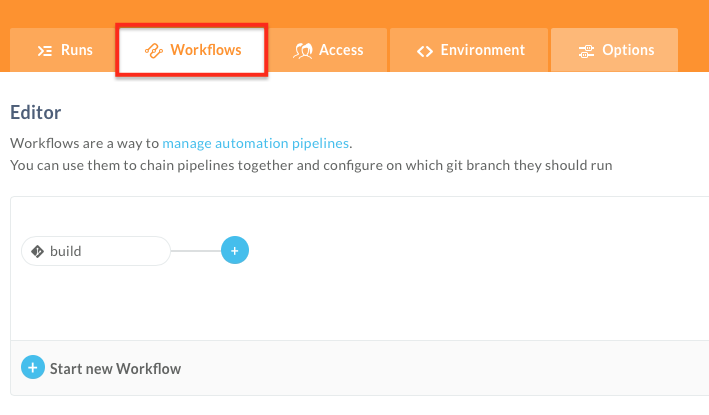 Runs
Workflows
Access
Environment
Options
Editor
Workflows are a way to manage automation pipelines.
You can use them to chain pipelines together and configure on which git branch they should run
build
Start new Workflow